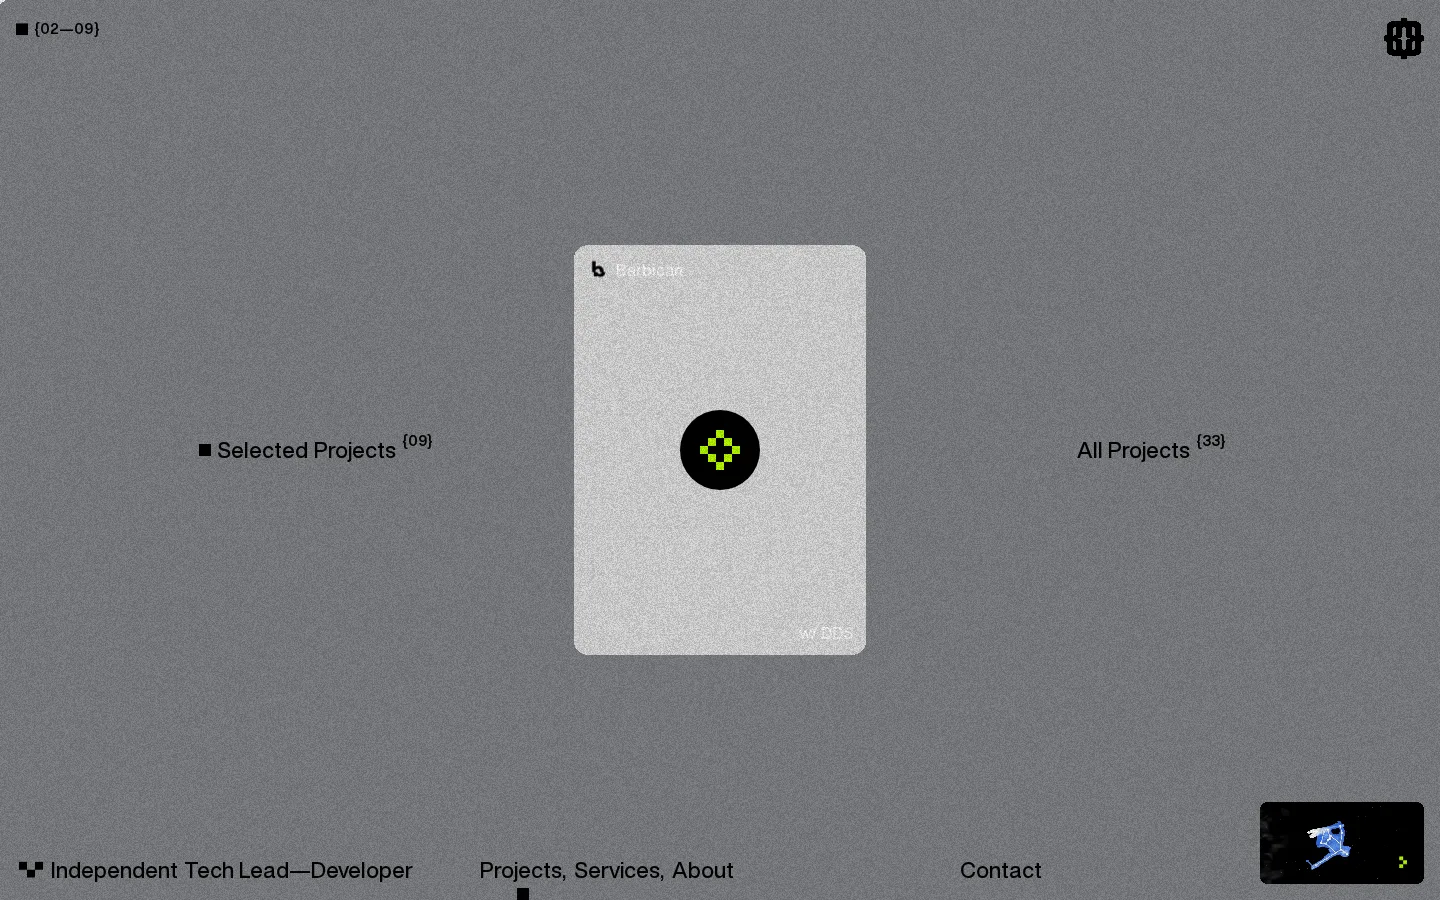 {02—09}
Barbican
Selected Projects {09}
All Projects {33}
w/ DDS
Independent Tech Lead—Developer
Projects, Services, About
Contact